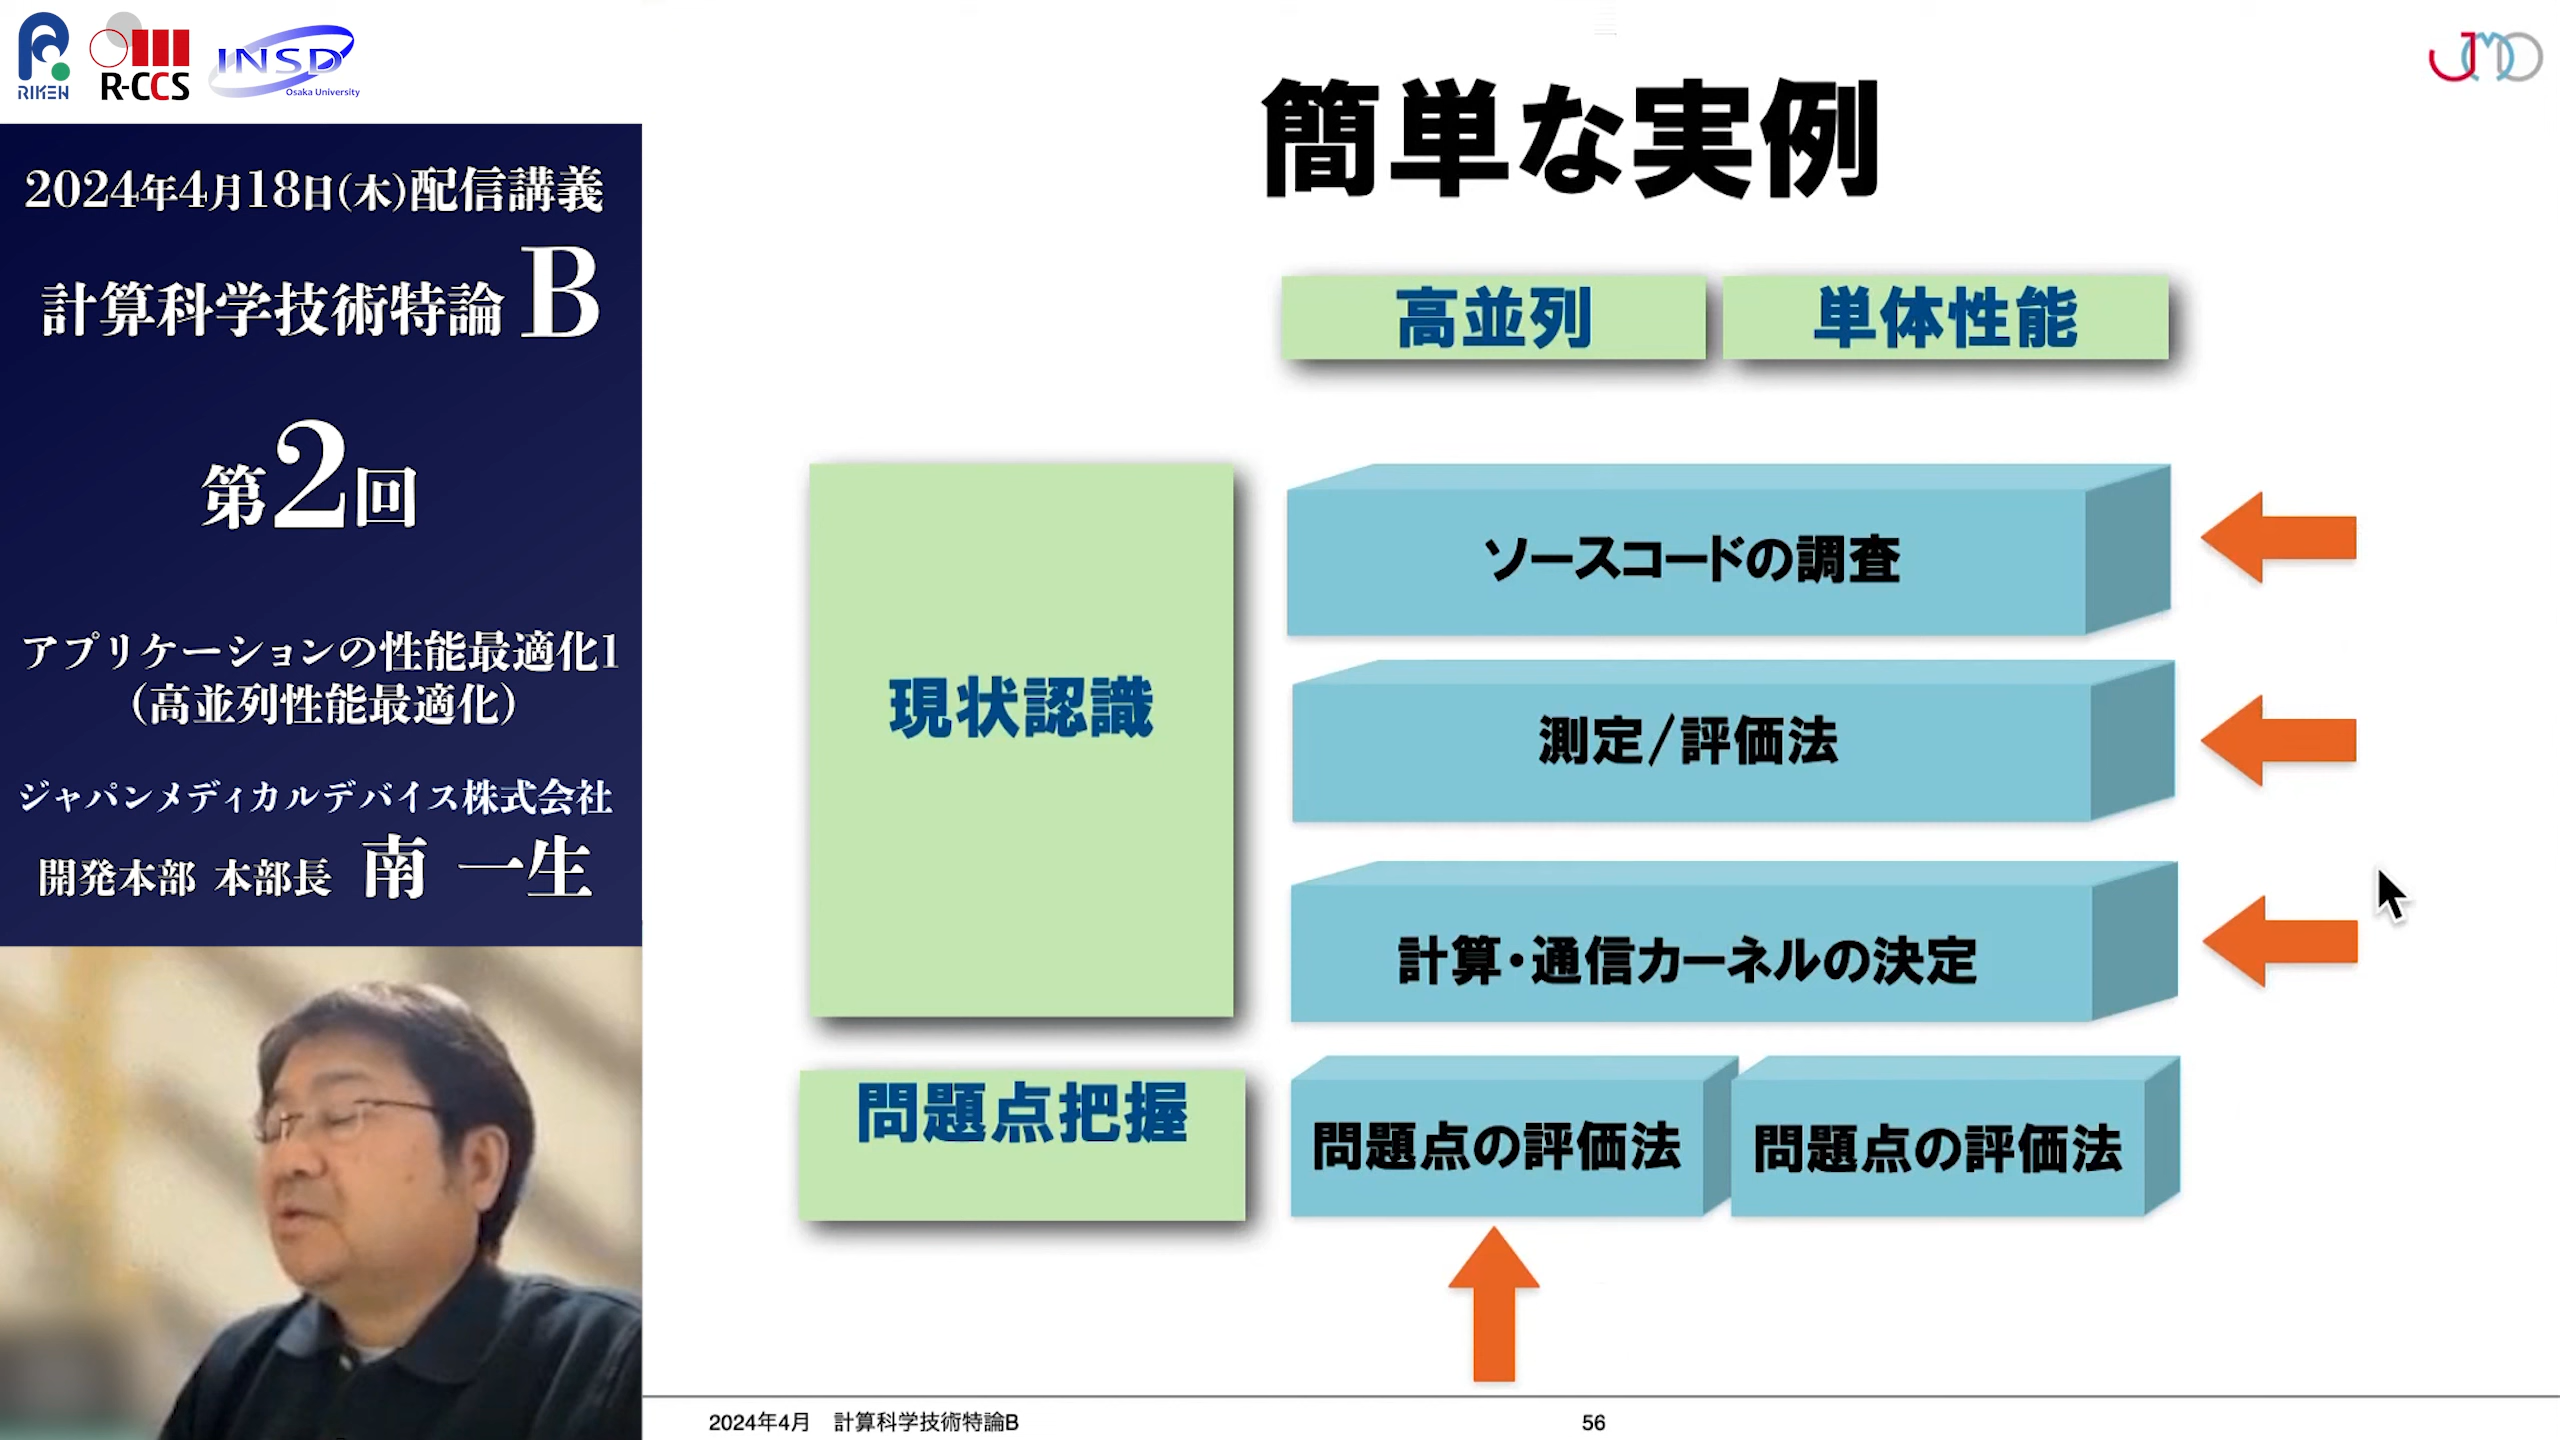 RIKEN
R-CCS
INSD
Osaka University
JMD
2024年4月18日(木)配信講義
計算科学技術特論 B
第2回
アプリケーションの性能最適化1
(高並列性能最適化)
ジャパンメディカルデバイス株式会社
開発本部 本部長 南 一生
簡単な実例
高並列
単体性能
現状認識
ソースコードの調査
測定/評価法
計算・通信カーネルの決定
問題点把握
問題点の評価法
問題点の評価法
2024年4月 計算科学技術特論B
56